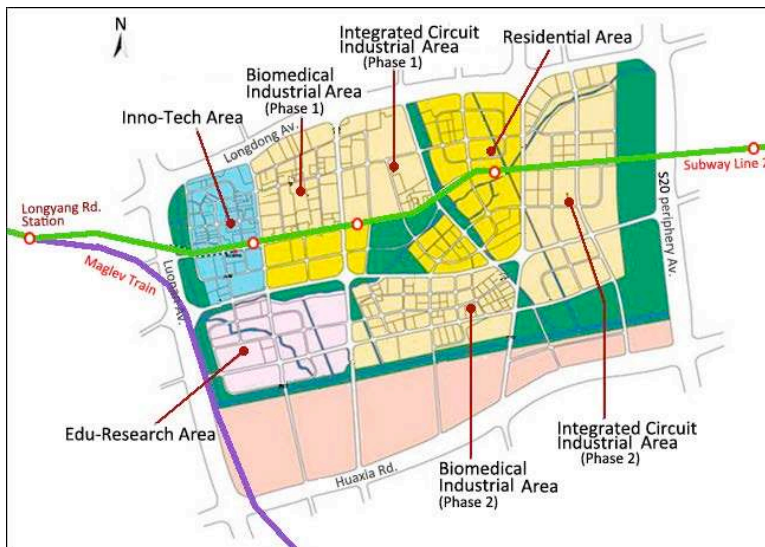 N
Integrated Circuit
Industrial Area
(Phase 1)
Residential Area
Biomedical
Industrial Area
(Phase 1)
Inno-Tech Area
Longdong Av.
Subway Line 2
S20 periphery Av.
Longyang Rd.
Station
Maglev Train
Luonan Av.
Edu-Research Area
Huaxia Rd.
Biomedical
Industrial Area
(Phase 2)
Integrated Circuit
Industrial Area
(Phase 2)